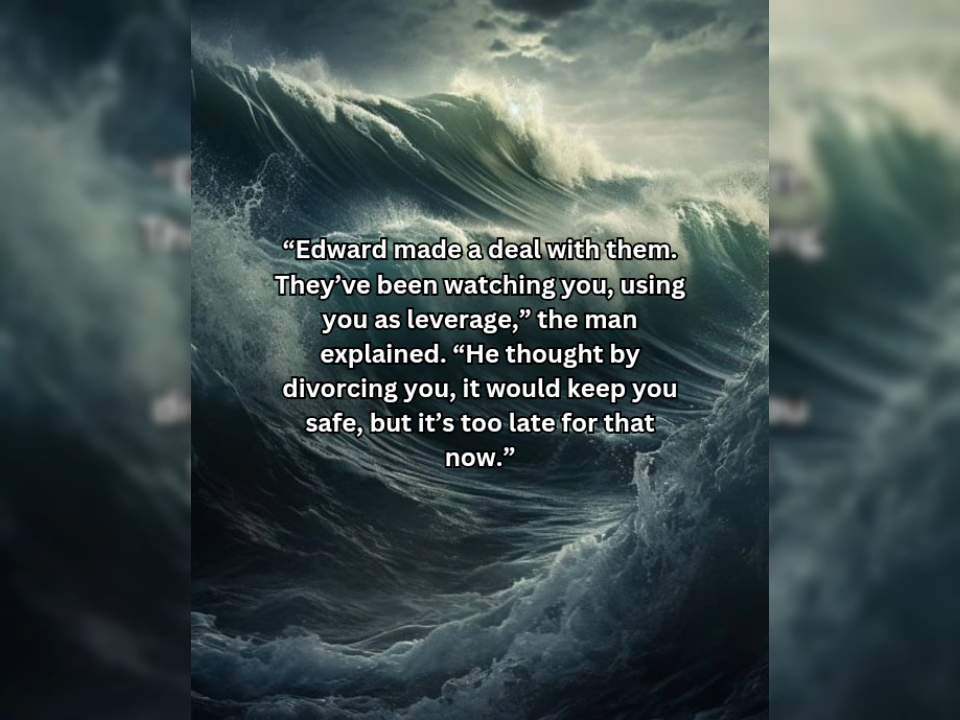 “Edward made a deal with them.
They’ve been watching you, using
you as leverage,” the man
explained. “He thought by
divorcing you, it would keep you
safe, but it’s too late for that
now.”